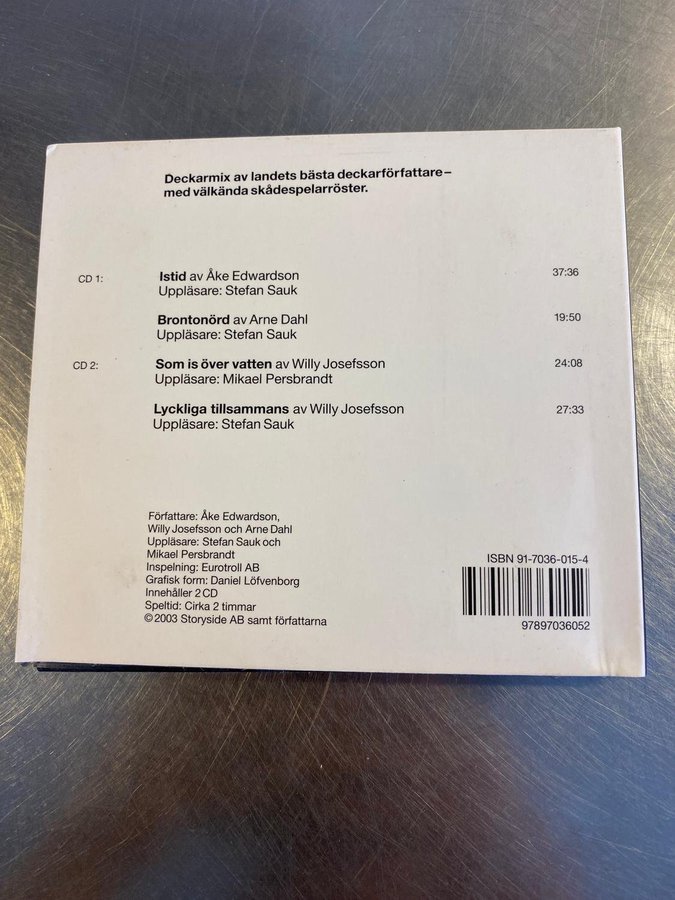 Deckarmix av landets bästa deckarförfattare –
med välkända skådespelarröster.
CD 1: Istid av Åke Edwardson 37:36
Uppläsare: Stefan Sauk
Brontonörd av Arne Dahl 19:50
Uppläsare: Stefan Sauk
CD 2: Som is över vatten av Willy Josefsson 24:08
Uppläsare: Mikael Persbrandt
Lyckliga tillsammans av Willy Josefsson 27:33
Uppläsare: Stefan Sauk
Författare: Åke Edwardson,
Willy Josefsson och Arne Dahl
Uppläsare: Stefan Sauk och
Mikael Persbrandt
Inspelning: Eurotroll AB
Grafisk form: Daniel Löfvenborg
Innehåller 2 CD
Speltid: Cirka 2 timmar
© 2003 Storyside AB samt författarna
ISBN 91-7036-015-4
97897036052